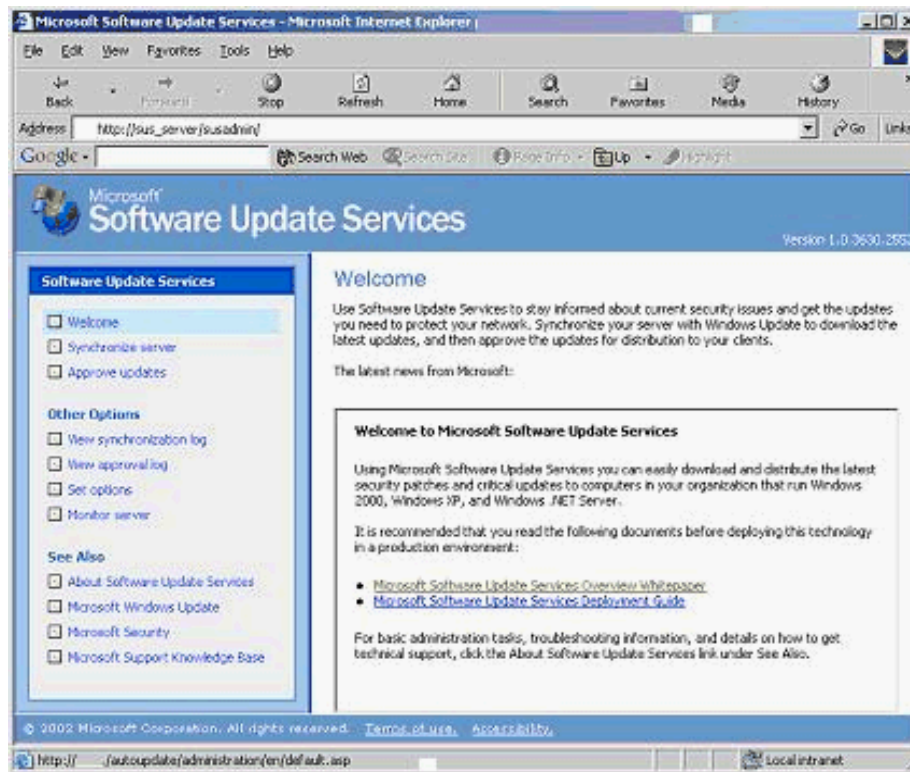 Microsoft Software Update Services - Microsoft Internet Explorer
File Edit View Favorites Tools Help
Back Forward Stop Refresh Home Search Favorites Media History
Address http://sus_server/susadmin/ Go Links
Google Search Web Search Site Page Info Up Highlight
Microsoft
Software Update Services
Version 1.0.3630.2552
Software Update Services
Welcome
Synchronize server
Approve updates
Other Options
View synchronization log
View approval log
Set options
Monitor server
See Also
About Software Update Services
Microsoft Windows Update
Microsoft Security
Microsoft Support Knowledge Base
Welcome
Use Software Update Services to stay informed about current security issues and get the updates
you need to protect your network. Synchronize your server with Windows Update to download the
latest updates, and then approve the updates for distribution to your clients.
The latest news from Microsoft:
Welcome to Microsoft Software Update Services
Using Microsoft Software Update Services you can easily download and distribute the latest
security patches and critical updates to computers in your organization that run Windows
2000, Windows XP, and Windows .NET Server.
It is recommended that you read the following documents before deploying this technology
in a production environment:
• Microsoft Software Update Services Overview Whitepaper
• Microsoft Software Update Services Deployment Guide
For basic administration tasks, troubleshooting information, and details on how to get
technical support, click the About Software Update Services link under See Also.
© 2002 Microsoft Corporation. All rights reserved. Terms of use. Accessibility.
http:// ./autoupdate/administration/en/default.asp Local intranet